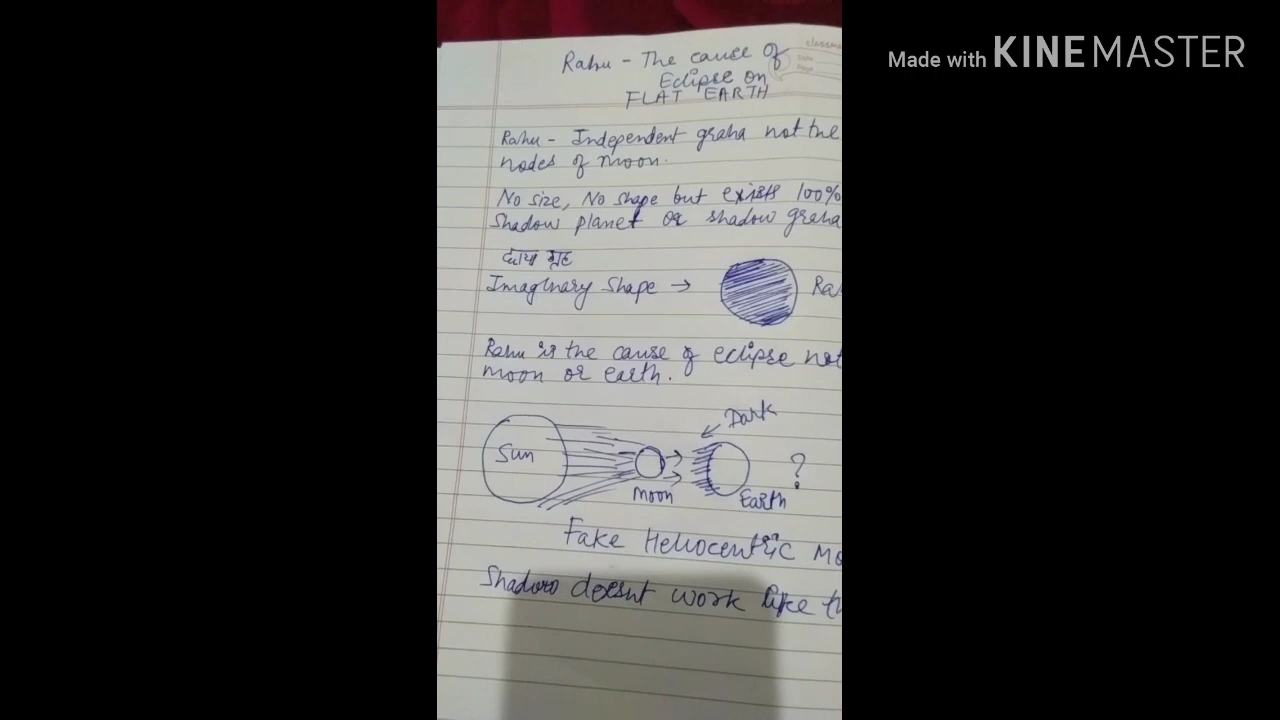 Made with KINEMASTER
Rahu - The cause of
Eclipse on
FLAT EARTH
Rahu - Independent graha not the
nodes of moon.
No size, No shape but exists 100%
Shadow planet or shadow graha
छाया ग्रह
Imaginary Shape →
Rahu is the cause of eclipse not
moon or earth.
Dark
Sun
?
Moon
Earth
Fake Heliocentric
Shadow doesnt work like